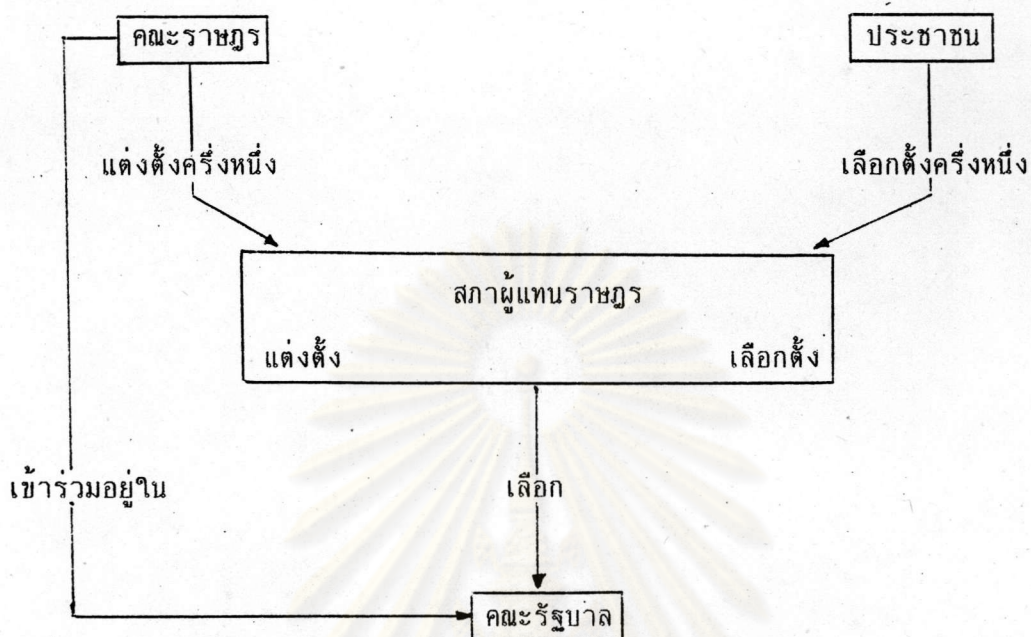 คณะราษฎร
ประชาชน
แต่งตั้งครึ่งหนึ่ง
เลือกตั้งครึ่งหนึ่ง
สภาผู้แทนราษฎร
แต่งตั้ง
เลือกตั้ง
เข้าร่วมอยู่ใน
เลือก
คณะรัฐบาล